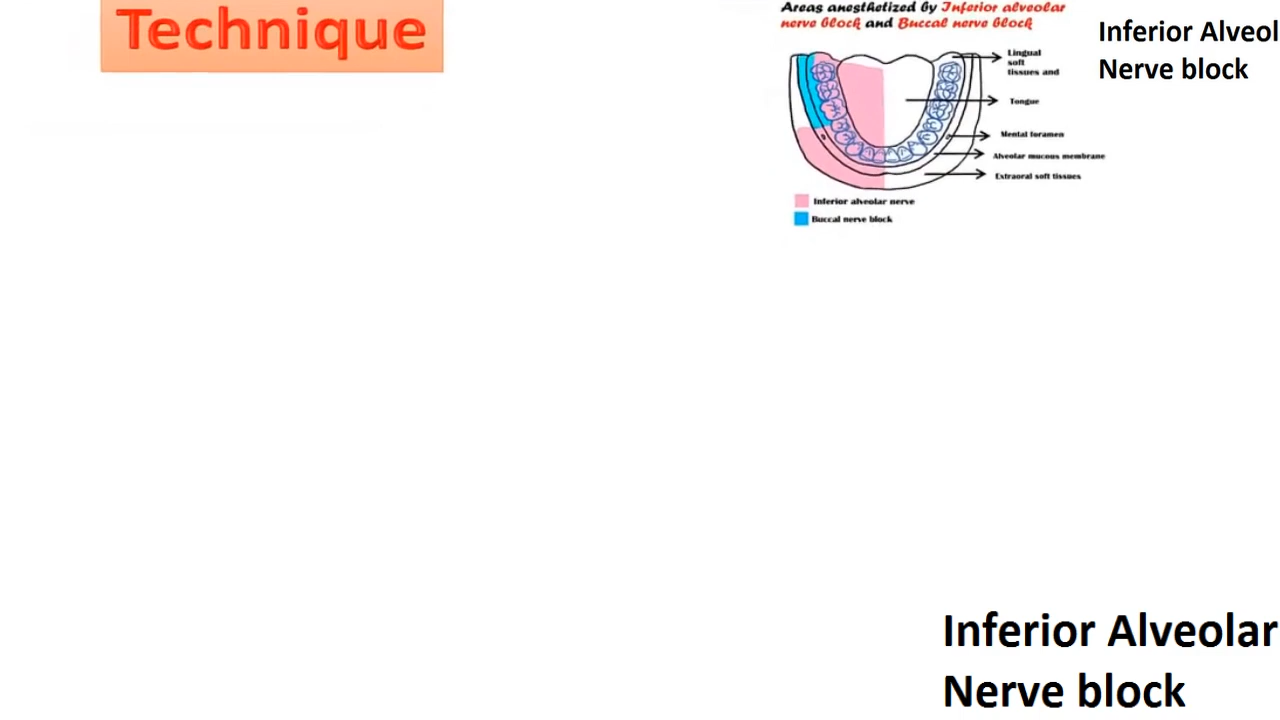 Technique
Areas anesthetized by Inferior alveolar
nerve block and Buccal nerve block
Inferior Alveol
Nerve block
Lingual
soft
tissues and
Tongue
Mental foramen
Alveolar mucous membrane
Extraoral soft tissues
Inferior alveolar nerve
Buccal nerve block
Inferior Alveolar
Nerve block